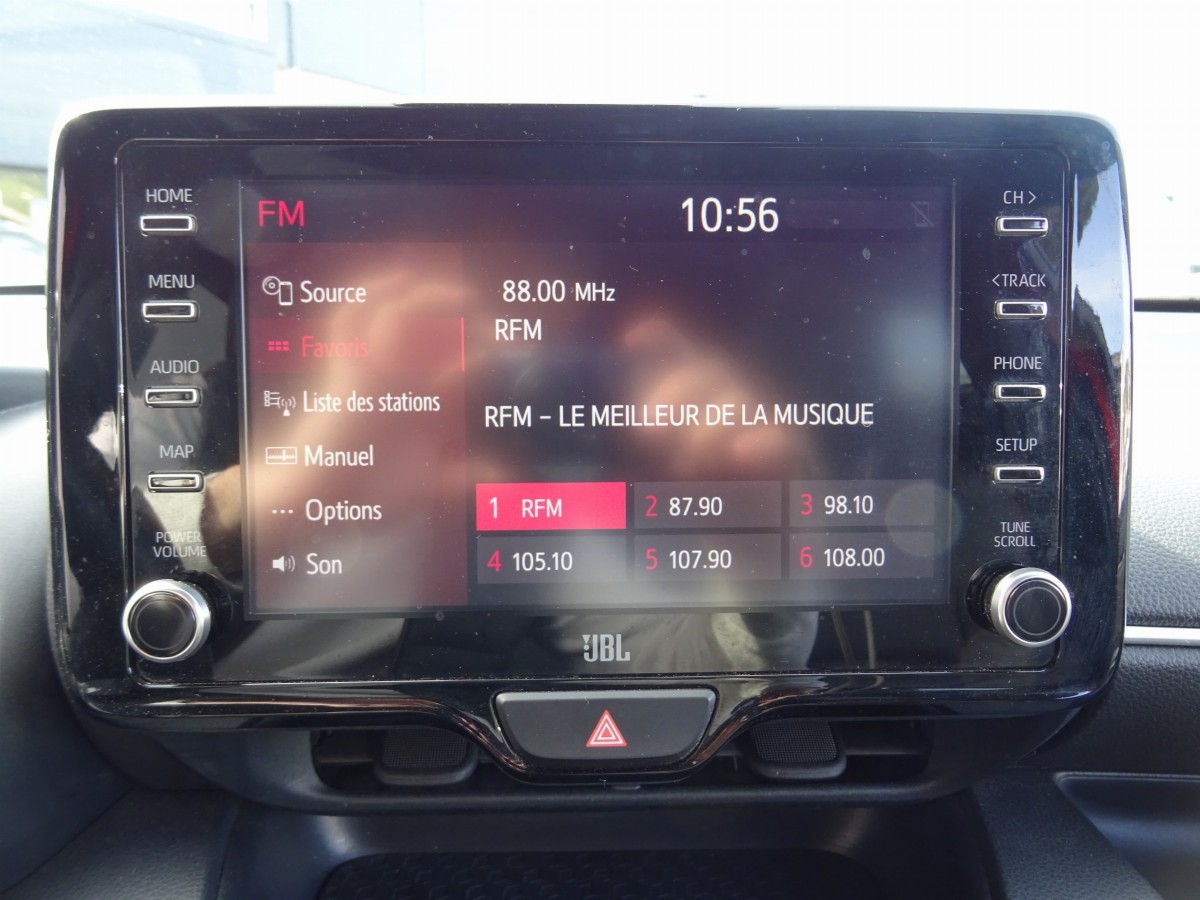 HOME
MENU
AUDIO
MAP
POWER
VOLUME
FM
10:56
Source
Favoris
Liste des stations
Manuel
Options
Son
88.00 MHz
RFM
RFM - LE MEILLEUR DE LA MUSIQUE
1 RFM
2 87.90
3 98.10
4 105.10
5 107.90
6 108.00
CH >
< TRACK
PHONE
SETUP
TUNE
SCROLL
JBL